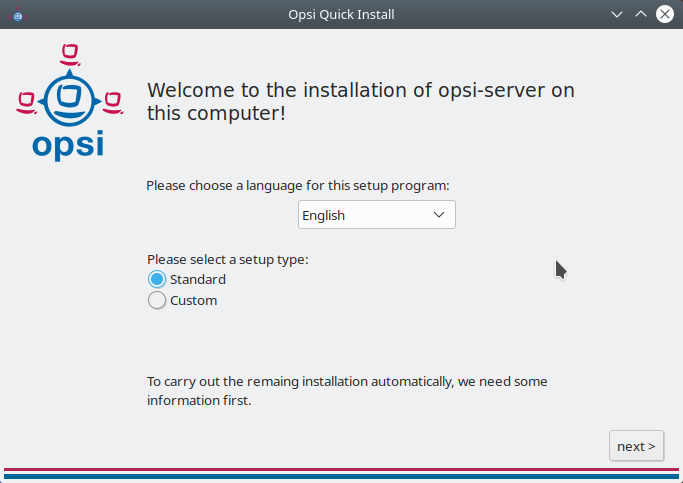 Opsi Quick Install
opsi
Welcome to the installation of opsi-server on
this computer!
Please choose a language for this setup program:
English
Please select a setup type:
Standard
Custom
To carry out the remaing installation automatically, we need some
information first.
next >